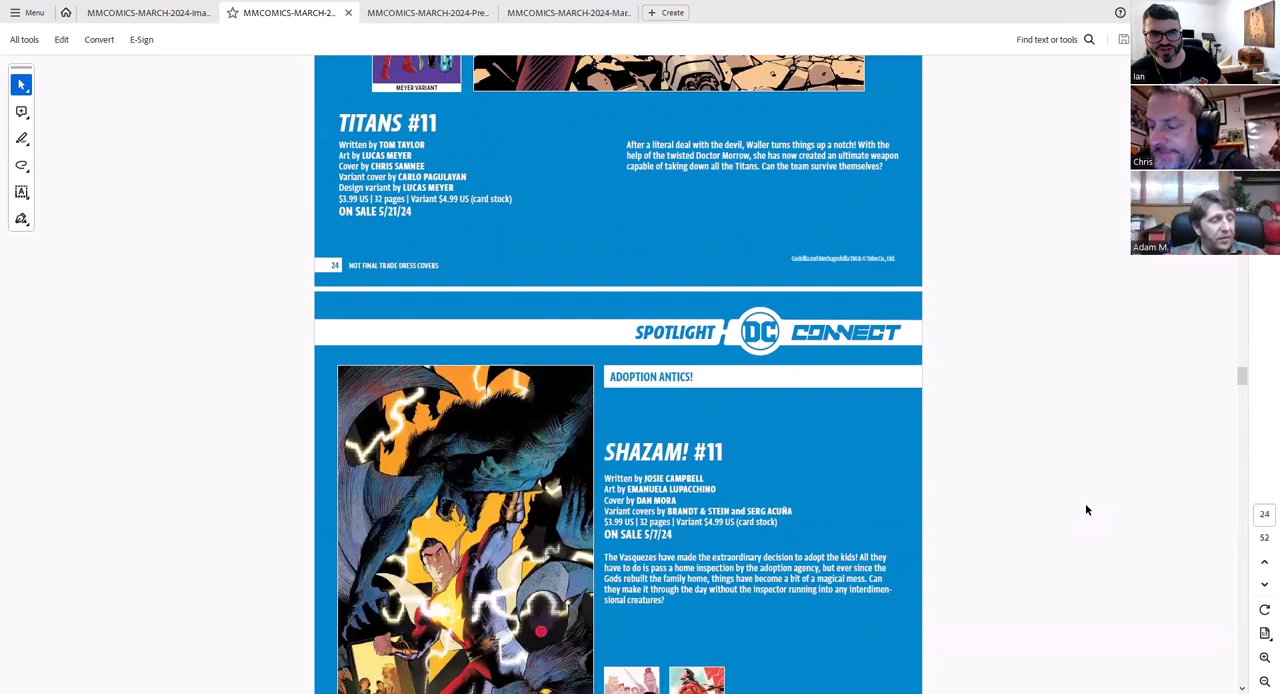 Menu
MMCOMICS-MARCH-2024-Ima...
MMCOMICS-MARCH-2...
MMCOMICS-MARCH-2024-Pre...
MMCOMICS-MARCH-2024-Mar...
Create
All tools
Edit
Convert
E-Sign
Find text or tools
Ian
Chris
Adam M.
MEYER VARIANT
TITANS #11
Written by TOM TAYLOR
Art by LUCAS MEYER
Cover by CHRIS SAMNEE
Variant cover by CARLO PAGULAYAN
Design variant by LUCAS MEYER
$3.99 US | 32 pages | Variant $4.99 US (card stock)
ON SALE 5/21/24
After a literal deal with the devil, Waller turns things up a notch! With the
help of the twisted Doctor Morrow, she has now created an ultimate weapon
capable of taking down all the Titans. Can the team survive themselves?
24 NOT FINAL TRADE DRESS COVERS
Godzilla and Mechagodzilla TM & © Toho Co., Ltd.
SPOTLIGHT DC CONNECT
ADOPTION ANTICS!
SHAZAM! #11
Written by JOSIE CAMPBELL
Art by EMANUELA LUPACCHINO
Cover by DAN MORA
Variant covers by BRANDT & STEIN and SERG ACUÑA
$3.99 US | 32 pages | Variant $4.99 US (card stock)
ON SALE 5/7/24
The Vasquezes have made the extraordinary decision to adopt the kids! All they
have to do is pass a home inspection by the adoption agency, but ever since the
Gods rebuilt the family home, things have become a bit of a magical mess. Can
they make it through the day without the inspector running into any interdimen-
sional creatures?
24
52